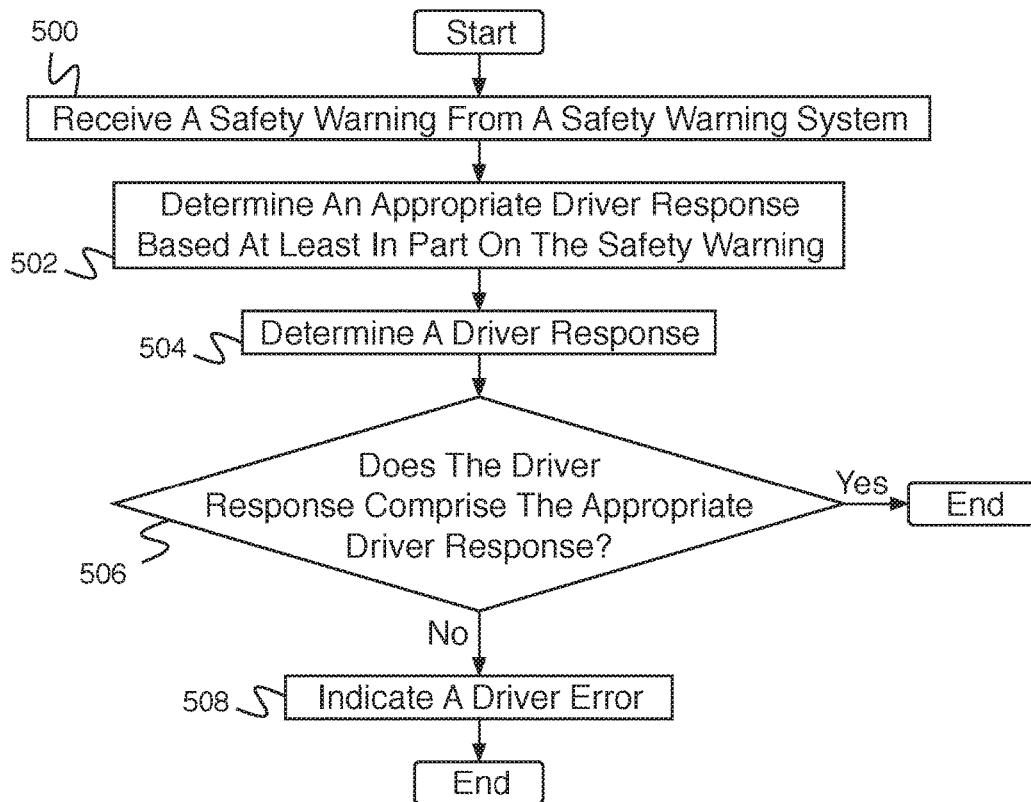 Start
500
Receive A Safety Warning From A Safety Warning System
Determine An Appropriate Driver Response
Based At Least In Part On The Safety Warning
502
Determine A Driver Response
504
Does The Driver
Response Comprise The Appropriate
Driver Response?
Yes
End
506
No
Indicate A Driver Error
508
End